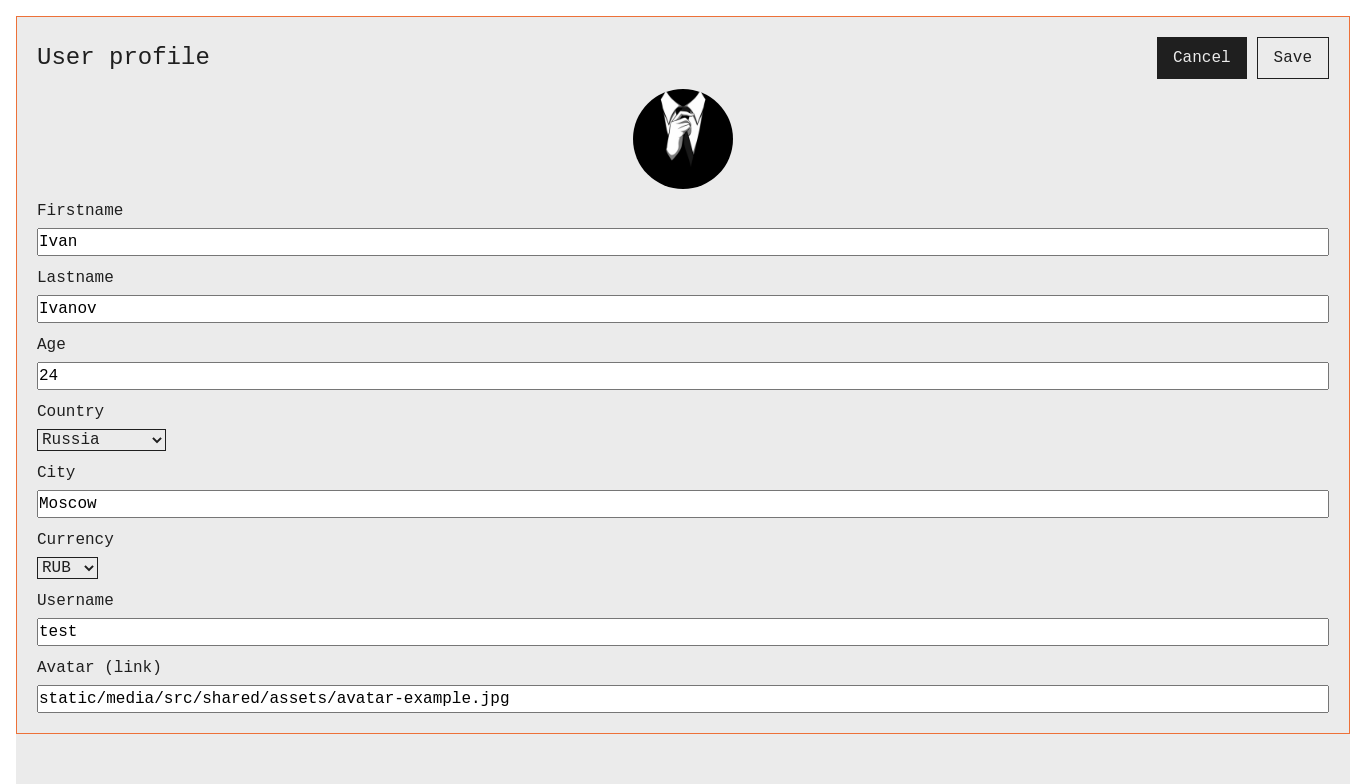 User profile
Cancel
Save
Firstname
Ivan
Lastname
Ivanov
Age
24
Country
Russia
City
Moscow
Currency
RUB
Username
test
Avatar (link)
static/media/src/shared/assets/avatar-example.jpg